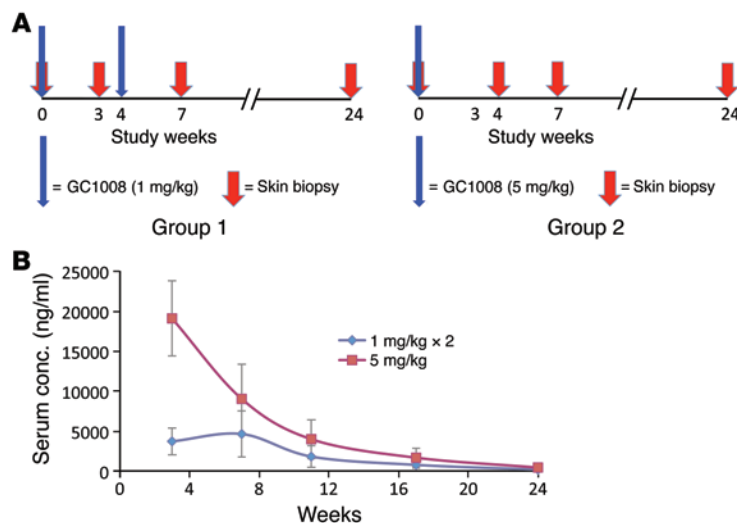 A
0 3 4 7 24
Study weeks
= GC1008 (1 mg/kg) = Skin biopsy
Group 1
0 3 4 7 24
Study weeks
= GC1008 (5 mg/kg) = Skin biopsy
Group 2
B
Serum conc. (ng/ml)
25000
20000
15000
10000
5000
0
1 mg/kg × 2
5 mg/kg
0 4 8 12 16 20 24
Weeks